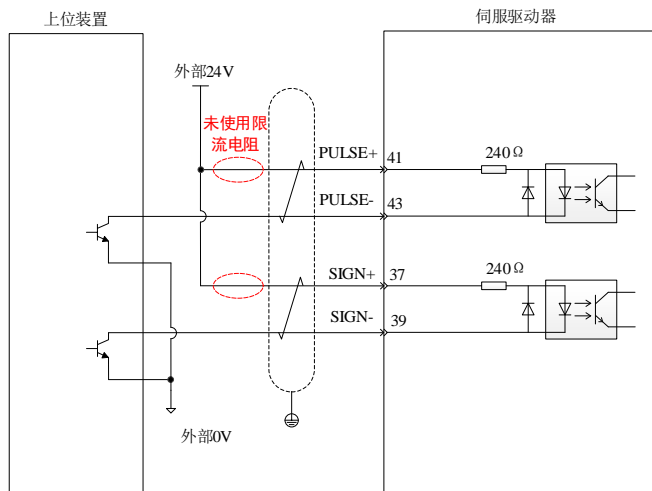 上位装置
伺服驱动器
外部24V
未使用限
流电阻
PULSE+
41
240Ω
PULSE-
43
SIGN+
37
240Ω
SIGN-
39
外部0V